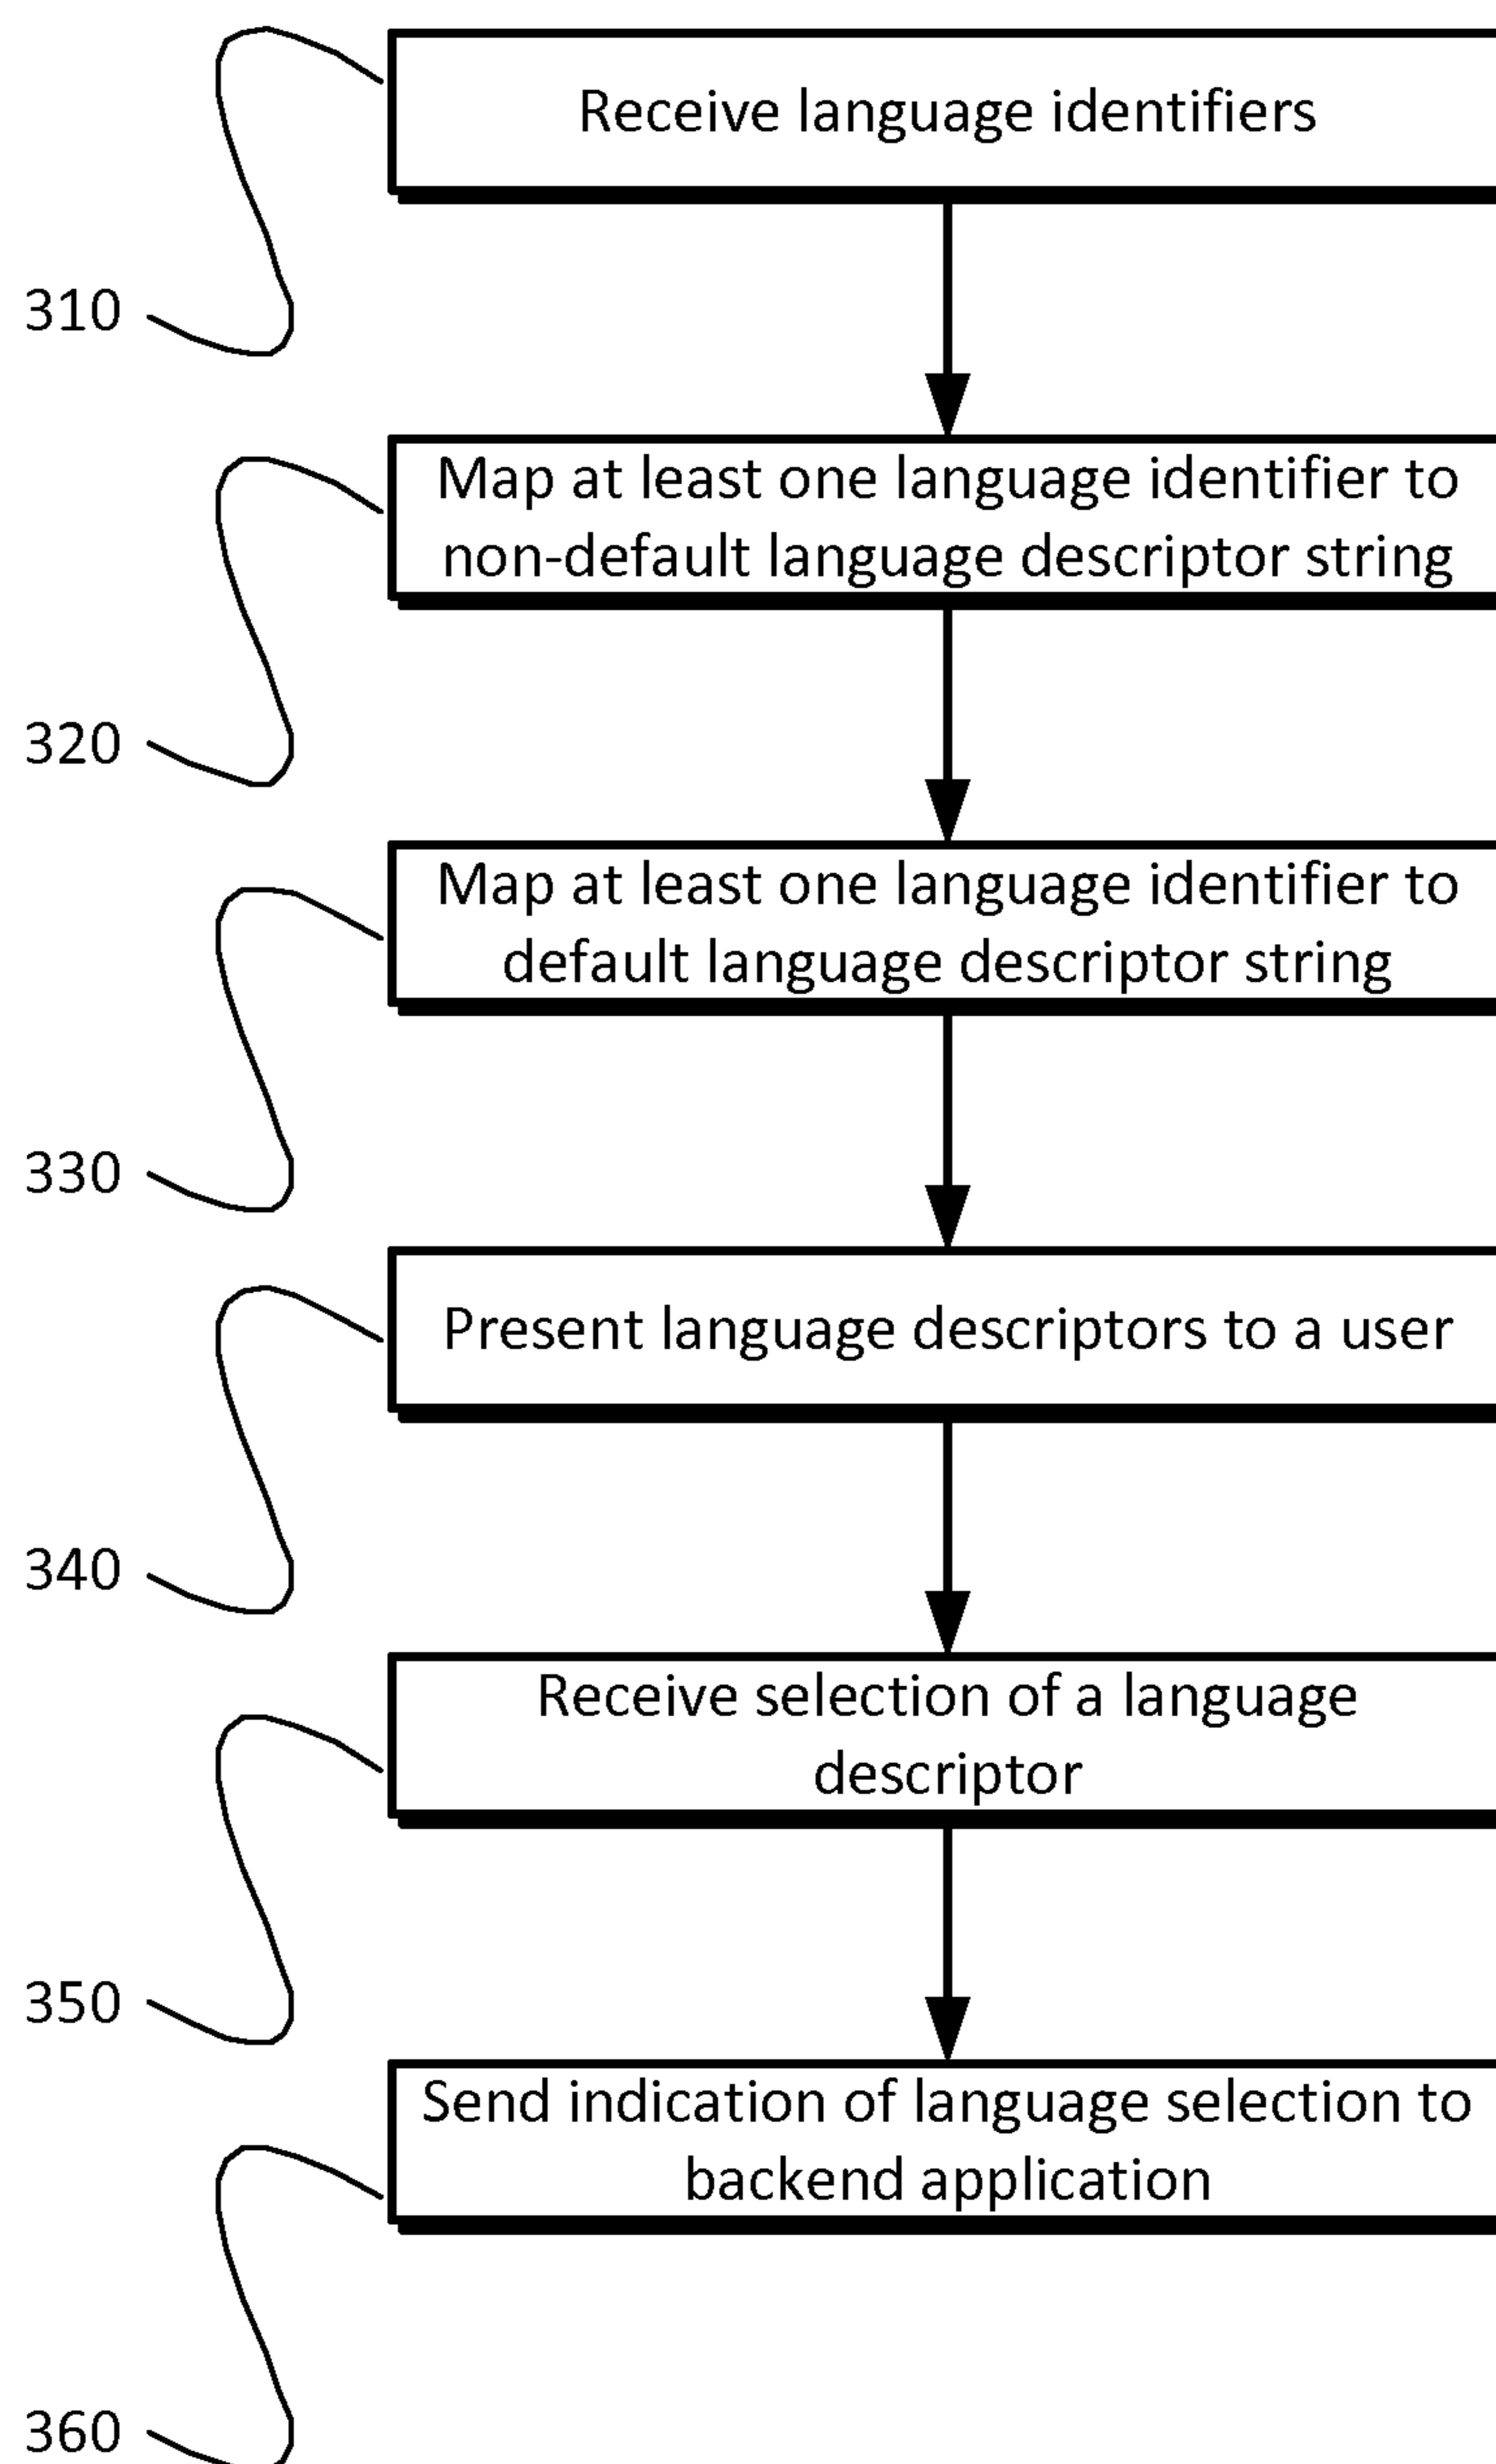 Receive language identifiers
310
Map at least one language identifier to
non-default language descriptor string
320
Map at least one language identifier to
default language descriptor string
330
Present language descriptors to a user
340
Receive selection of a language
descriptor
350
Send indication of language selection to
backend application
360